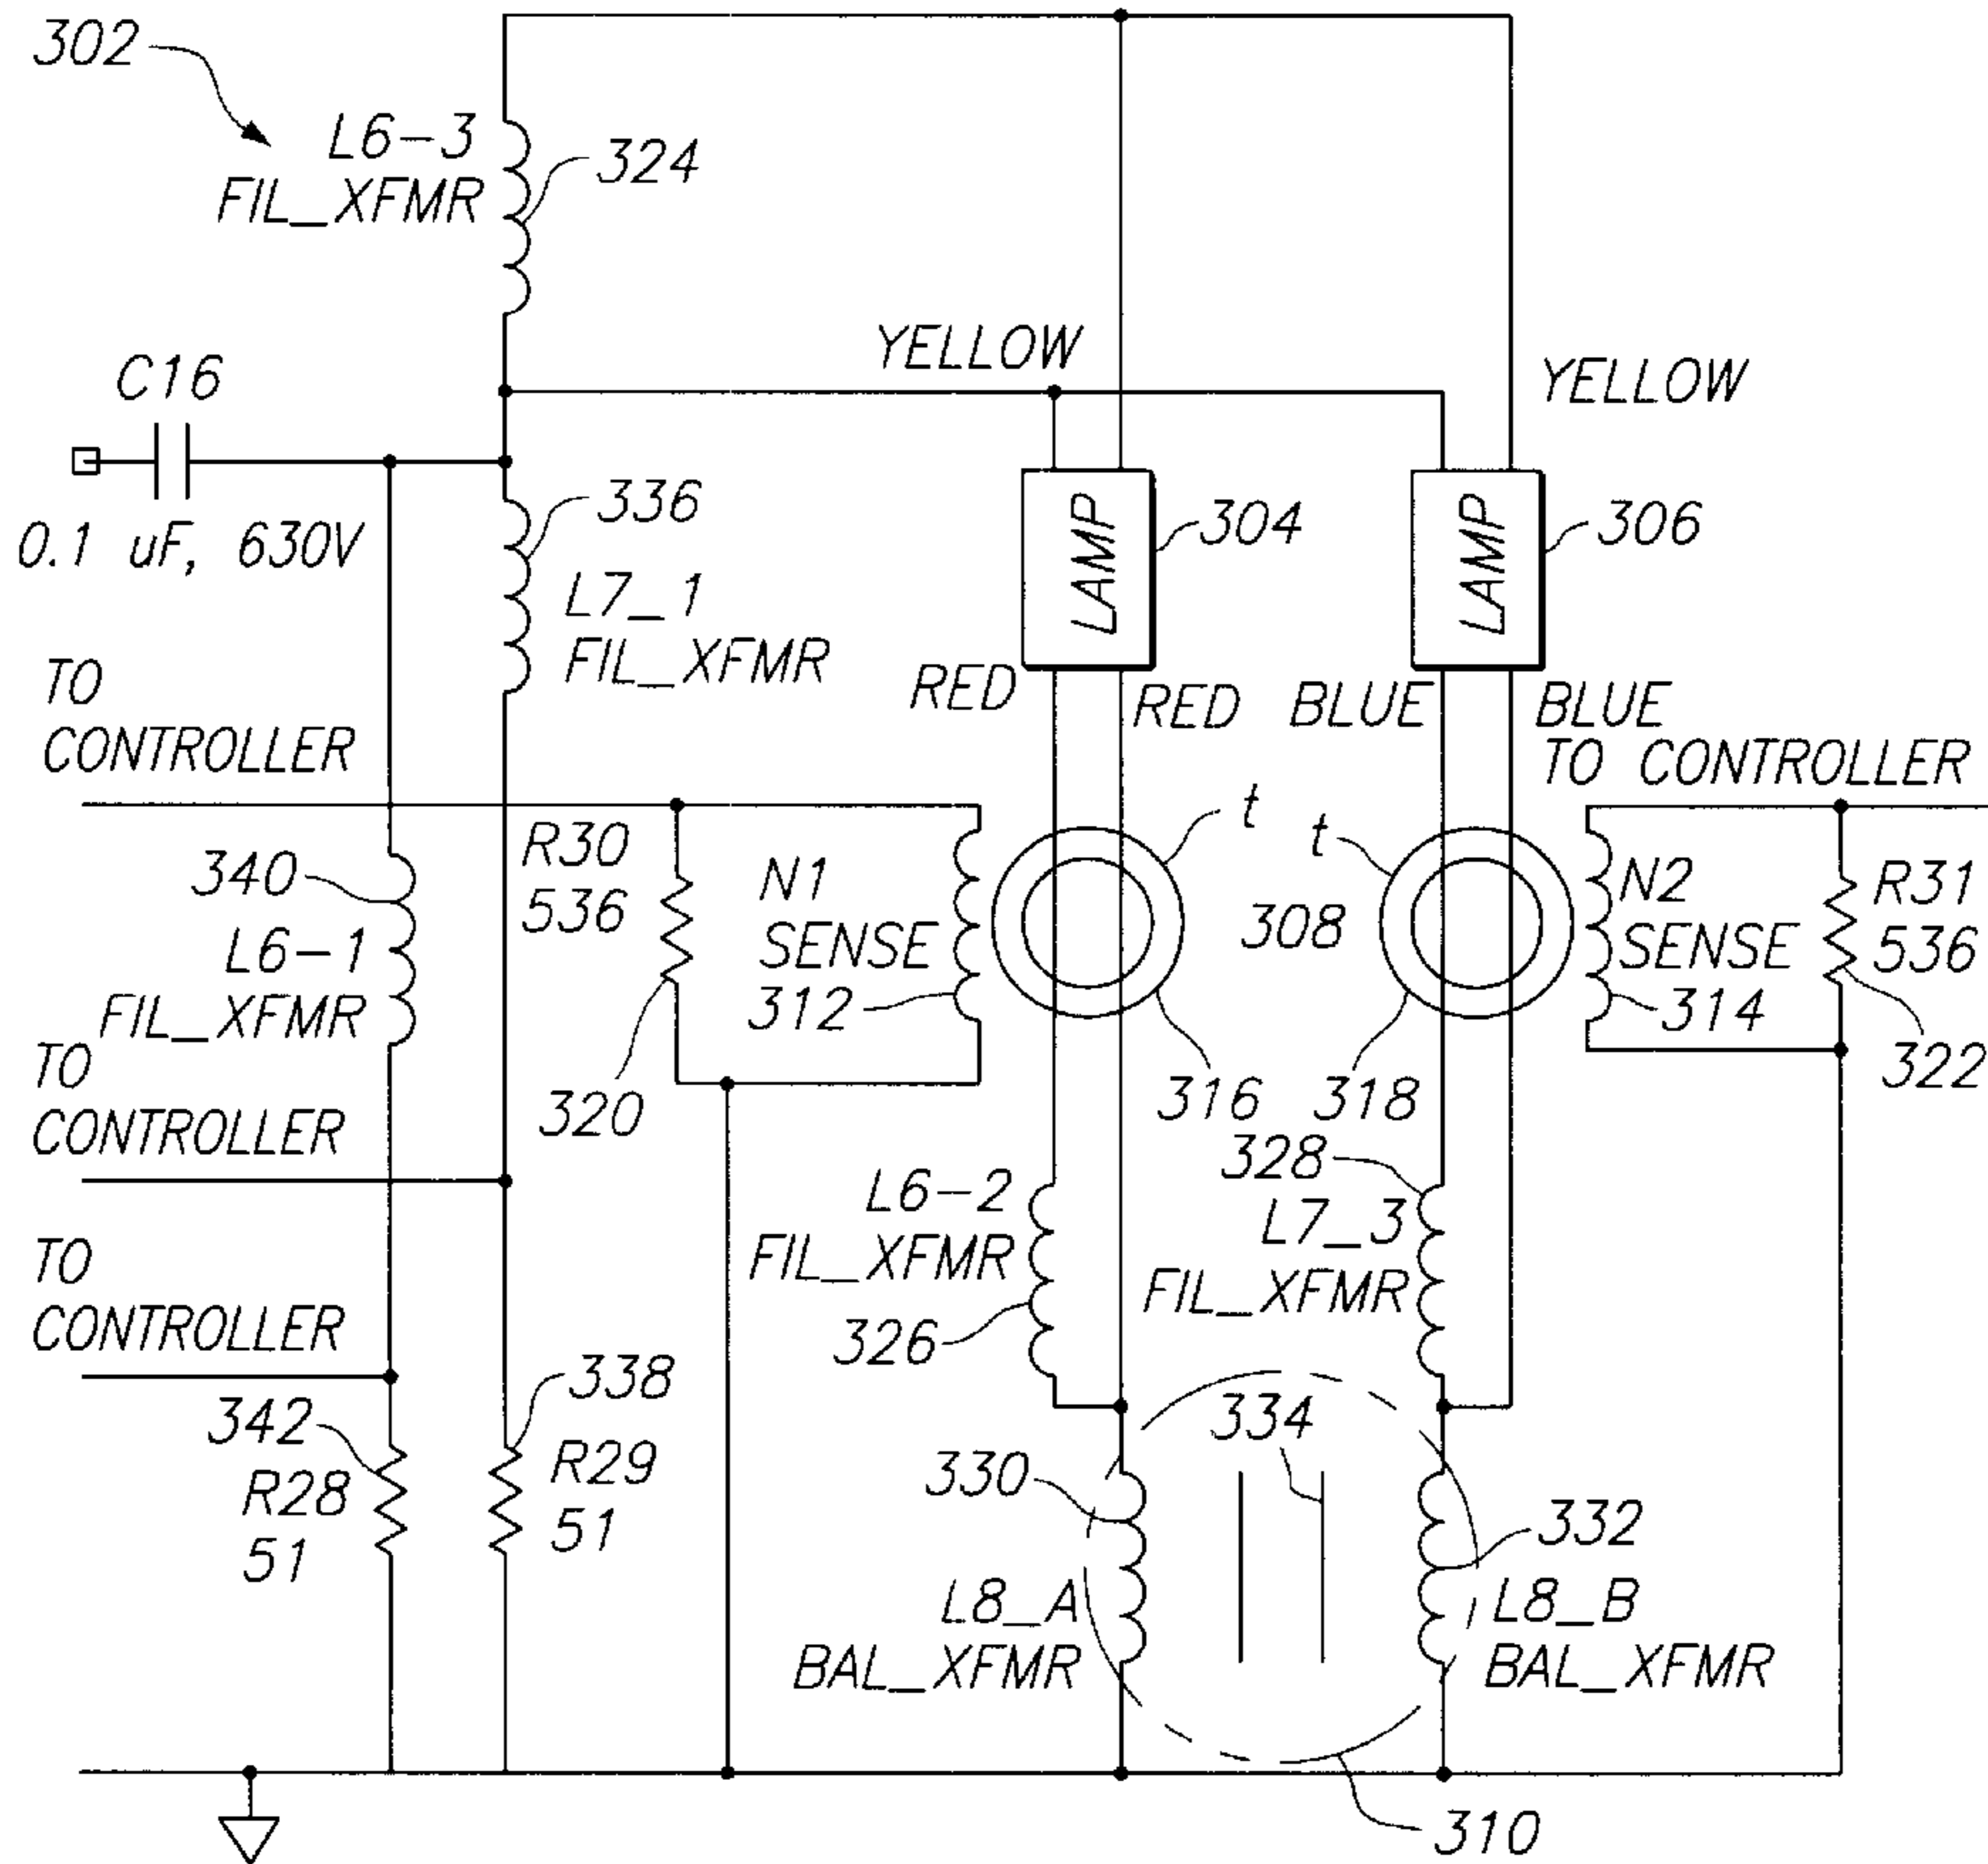 302
L6-3
FIL_XFMR
324
YELLOW
YELLOW
C16
0.1 uF, 630V
336
L7_1
FIL_XFMR
LAMP
304
LAMP
306
RED
RED
BLUE
BLUE
TO
CONTROLLER
TO CONTROLLER
340
L6-1
FIL_XFMR
R30
536
N1
SENSE
312
t
t
308
N2
SENSE
314
R31
536
320
316
318
322
TO
CONTROLLER
L6-2
FIL_XFMR
326
328
L7_3
FIL_XFMR
TO
CONTROLLER
342
R28
51
338
R29
51
330
334
332
L8_A
BAL_XFMR
L8_B
BAL_XFMR
310